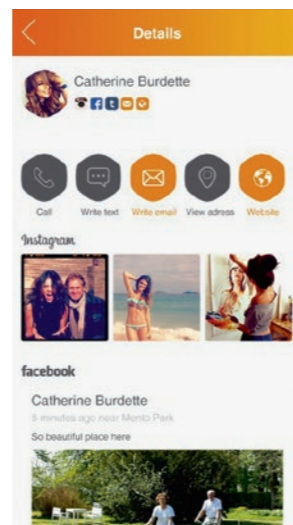 Details
Catherine Burdette
Call Write text Write email View adress Website
Instagram
facebook
Catherine Burdette
5 minutes ago near Mento Park
So beautiful place here